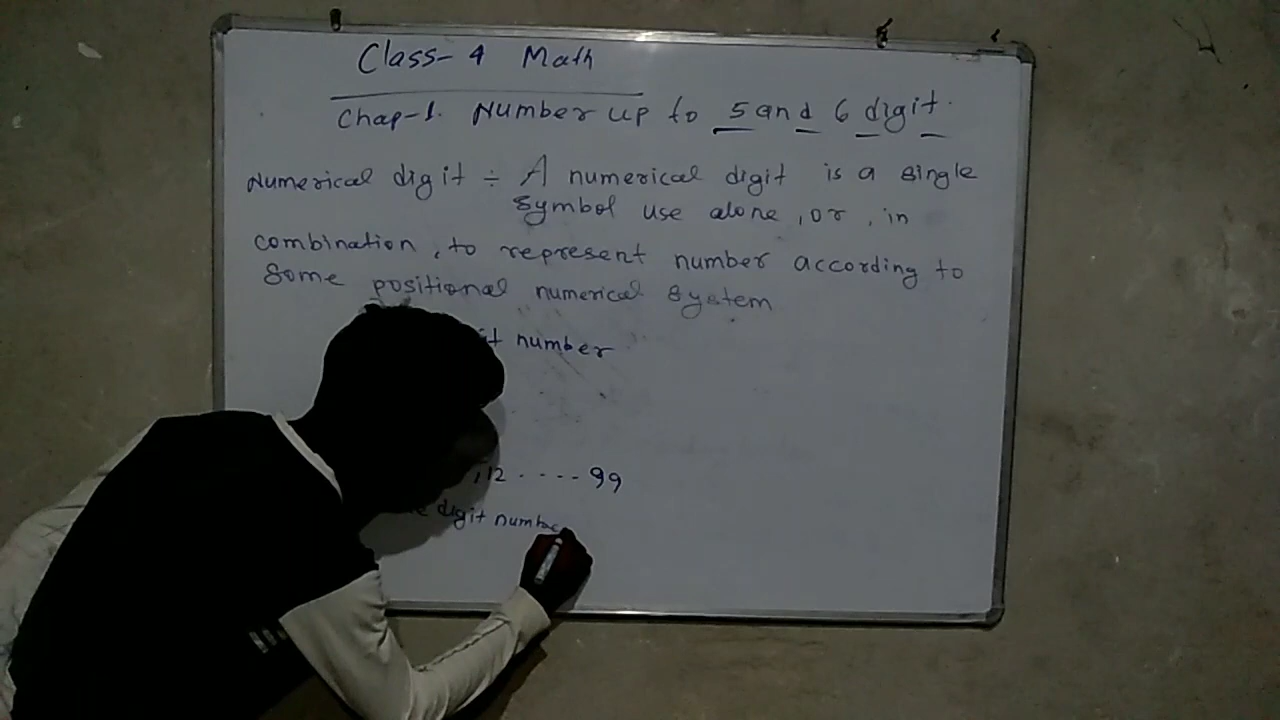 Class- 4 Math
Chap-1. Number up to 5 and 6 digit.
Numerical digit ÷ A numerical digit is a single
symbol use alone, or, in
combination, to represent number according to
some positional numerical system
number
12 ---- 99
digit number